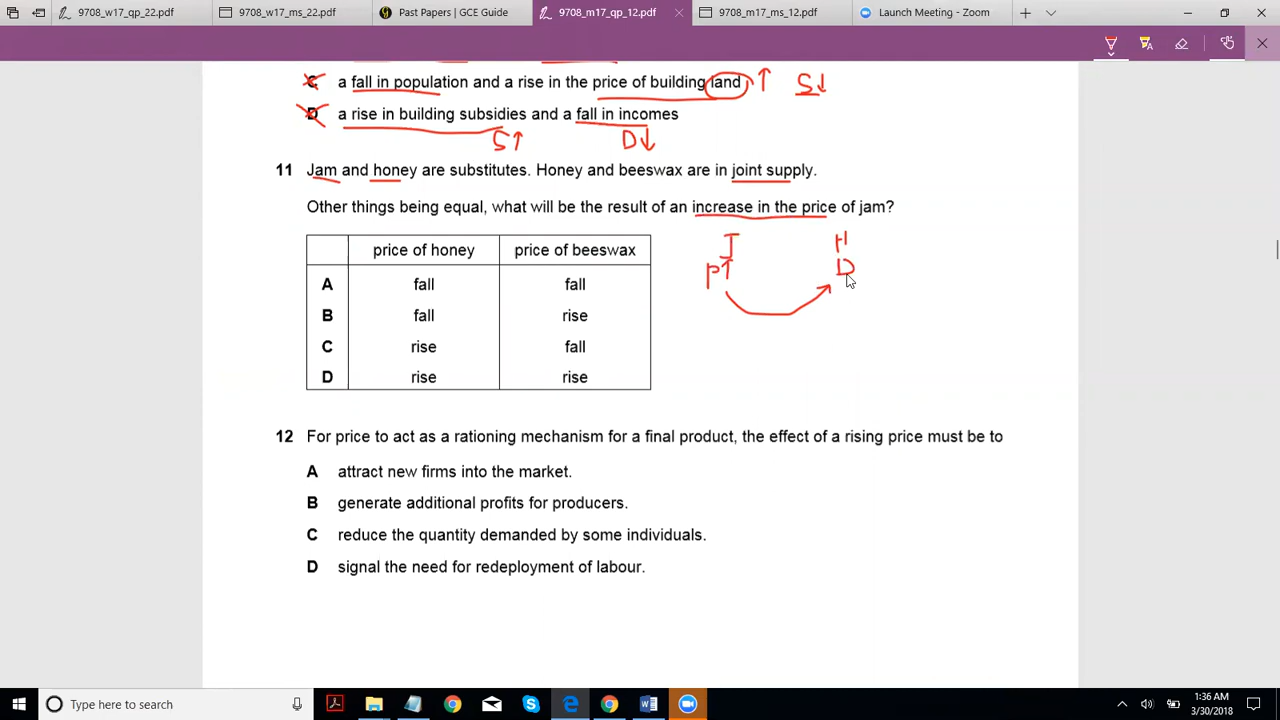 9708_w17_qp_22.pdf
9708_w17_ms_22.pdf
Past Papers | GCE Guide
9708_m17_qp_12.pdf
9708_m17_ms_12.pdf
Launch Meeting - Zoom
C a fall in population and a rise in the price of building land ↑ S↓
D a rise in building subsidies and a fall in incomes
S↑ D↓
11 Jam and honey are substitutes. Honey and beeswax are in joint supply.
Other things being equal, what will be the result of an increase in the price of jam?
J H
P↑ D
price of honey price of beeswax
A fall fall
B fall rise
C rise fall
D rise rise
12 For price to act as a rationing mechanism for a final product, the effect of a rising price must be to
A attract new firms into the market.
B generate additional profits for producers.
C reduce the quantity demanded by some individuals.
D signal the need for redeployment of labour.
Type here to search
1:36 AM
3/30/2018